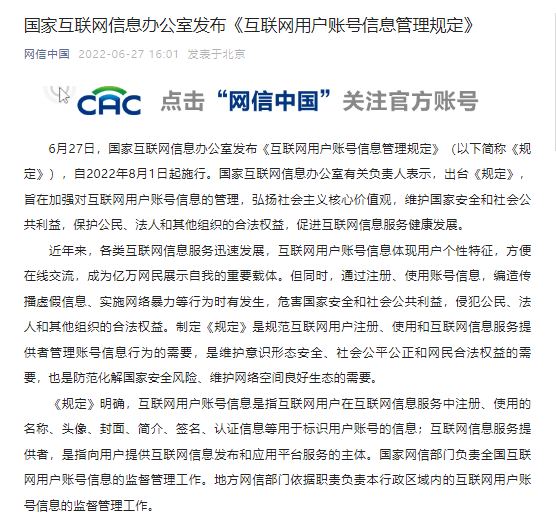 国家互联网信息办公室发布《互联网用户账号信息管理规定》
网信中国 2022-06-27 16:01 发表于北京
CAC 点击“网信中国”关注官方账号
6月27日，国家互联网信息办公室发布《互联网用户账号信息管理规定》（以下简称《规
定》），自2022年8月1日起施行。国家互联网信息办公室有关负责人表示，出台《规定》，
旨在加强对互联网用户账号信息的管理，弘扬社会主义核心价值观，维护国家安全和社会公
共利益，保护公民、法人和其他组织的合法权益，促进互联网信息服务健康发展。
近年来，各类互联网信息服务迅速发展，互联网用户账号信息体现用户个性特征，方便
在线交流，成为亿万网民展示自我的重要载体。但同时，通过注册、使用账号信息，编造传
播虚假信息、实施网络暴力等行为时有发生，危害国家安全和社会公共利益，侵犯公民、法
人和其他组织的合法权益。制定《规定》是规范互联网用户注册、使用和互联网信息服务提
供者管理账号信息行为的需要，是维护意识形态安全、社会公平公正和网民合法权益的需
要，也是防范化解国家安全风险、维护网络空间良好生态的需要。
《规定》明确，互联网用户账号信息是指互联网用户在互联网信息服务中注册、使用的
名称、头像、封面、简介、签名、认证信息等用于标识用户账号的信息；互联网信息服务提
供者，是指向用户提供互联网信息发布和应用平台服务的主体。国家网信部门负责全国互联
网用户账号信息的监督管理工作。地方网信部门依据职责负责本行政区域内的互联网用户账
号信息的监督管理工作。